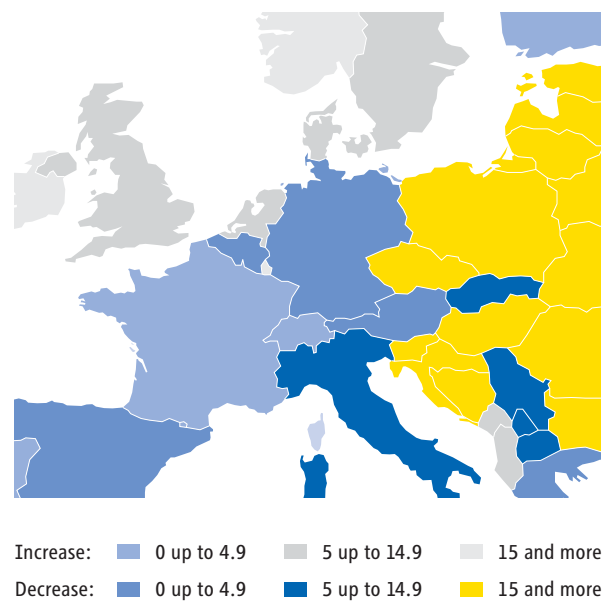 Increase: 0 up to 4.9 5 up to 14.9 15 and more
Decrease: 0 up to 4.9 5 up to 14.9 15 and more